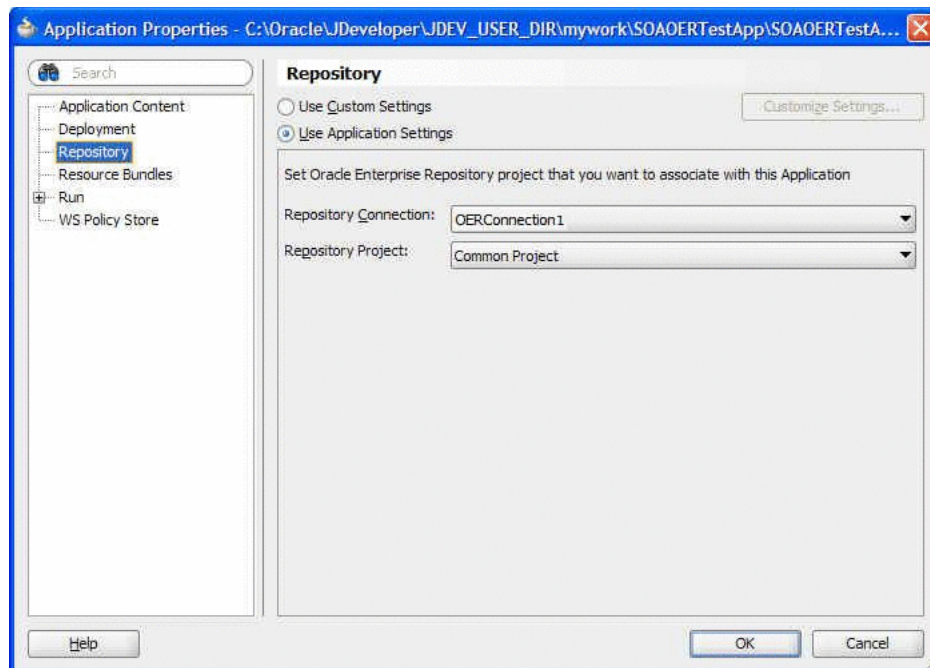 Application Properties - C:\Oracle\JDeveloper\JDEV_USER_DIR\mywork\SOAOERTestApp\SOAOERTestA...
Search
Application Content
Deployment
Repository
Resource Bundles
Run
WS Policy Store
Repository
Use Custom Settings
Customize Settings...
Use Application Settings
Set Oracle Enterprise Repository project that you want to associate with this Application
Repository Connection: OERConnection1
Repository Project: Common Project
Help OK Cancel